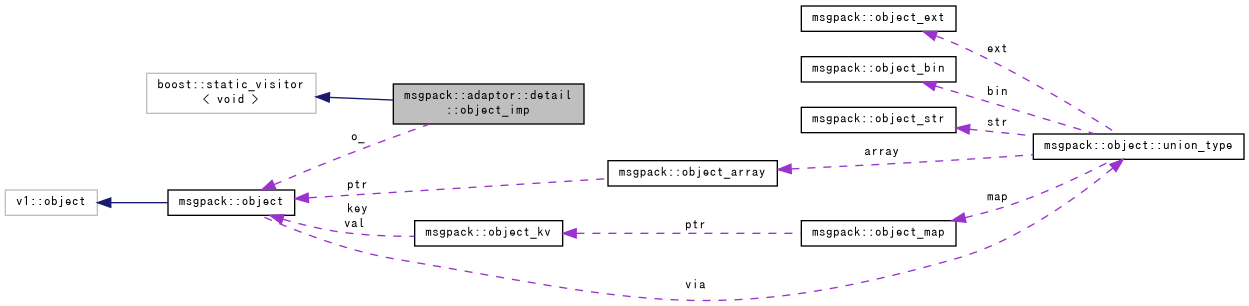 msgpack::object_ext
ext
msgpack::object_bin
boost::static_visitor
< void >
msgpack::adaptor::detail
::object_imp
bin
msgpack::object_str
str
o_
msgpack::object::union_type
array
msgpack::object_array
ptr
v1::object
msgpack::object
map
key
val
msgpack::object_kv
ptr
msgpack::object_map
via